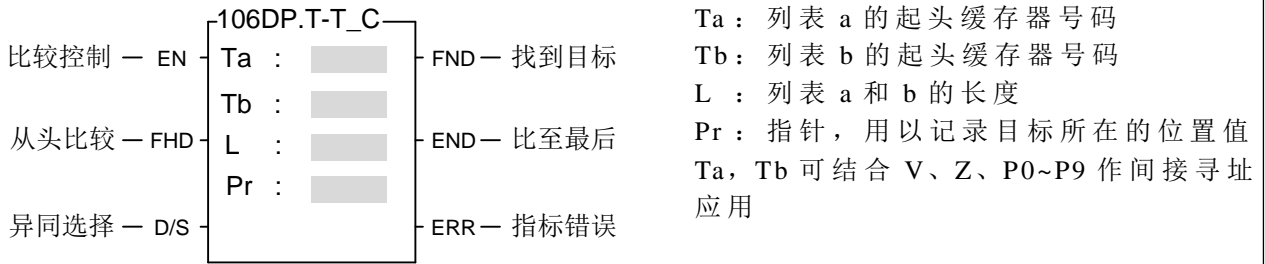 106DP.T-T_C
比较控制 — EN Ta : FND — 找到目标
Tb :
从头比较 — FHD L : END — 比至最后
Pr :
异同选择 — D/S ERR — 指标错误
Ta：列表 a 的起头缓存器号码
Tb：列表 b 的起头缓存器号码
L ：列表 a 和 b 的长度
Pr：指针，用以记录目标所在的位置值
Ta，Tb 可结合 V、Z、P0~P9 作间接寻址
应用